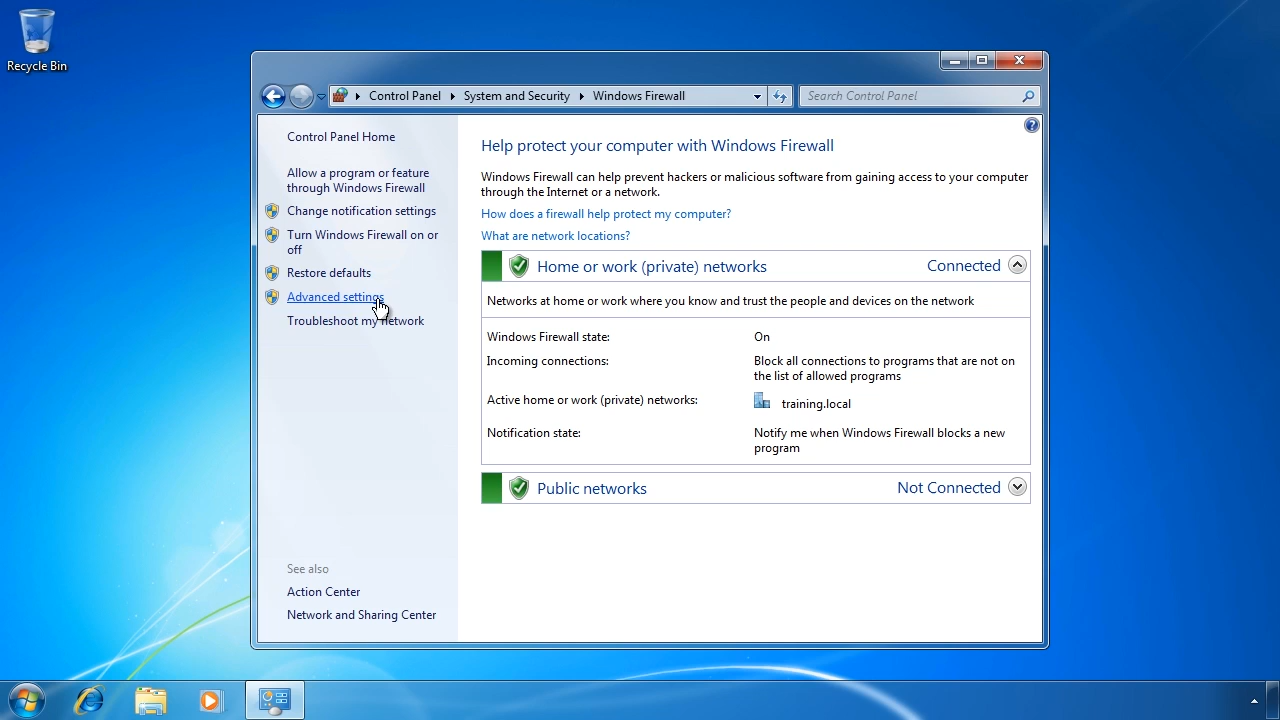 Recycle Bin
Control Panel
System and Security
Windows Firewall
Search Control Panel
Control Panel Home
Allow a program or feature
through Windows Firewall
Change notification settings
Turn Windows Firewall on or
off
Restore defaults
Advanced settings
Troubleshoot my network
See also
Action Center
Network and Sharing Center
Help protect your computer with Windows Firewall
Windows Firewall can help prevent hackers or malicious software from gaining access to your computer
through the Internet or a network.
How does a firewall help protect my computer?
What are network locations?
Home or work (private) networks Connected
Networks at home or work where you know and trust the people and devices on the network
Windows Firewall state: On
Incoming connections: Block all connections to programs that are not on
the list of allowed programs
Active home or work (private) networks: training.local
Notification state: Notify me when Windows Firewall blocks a new
program
Public networks Not Connected